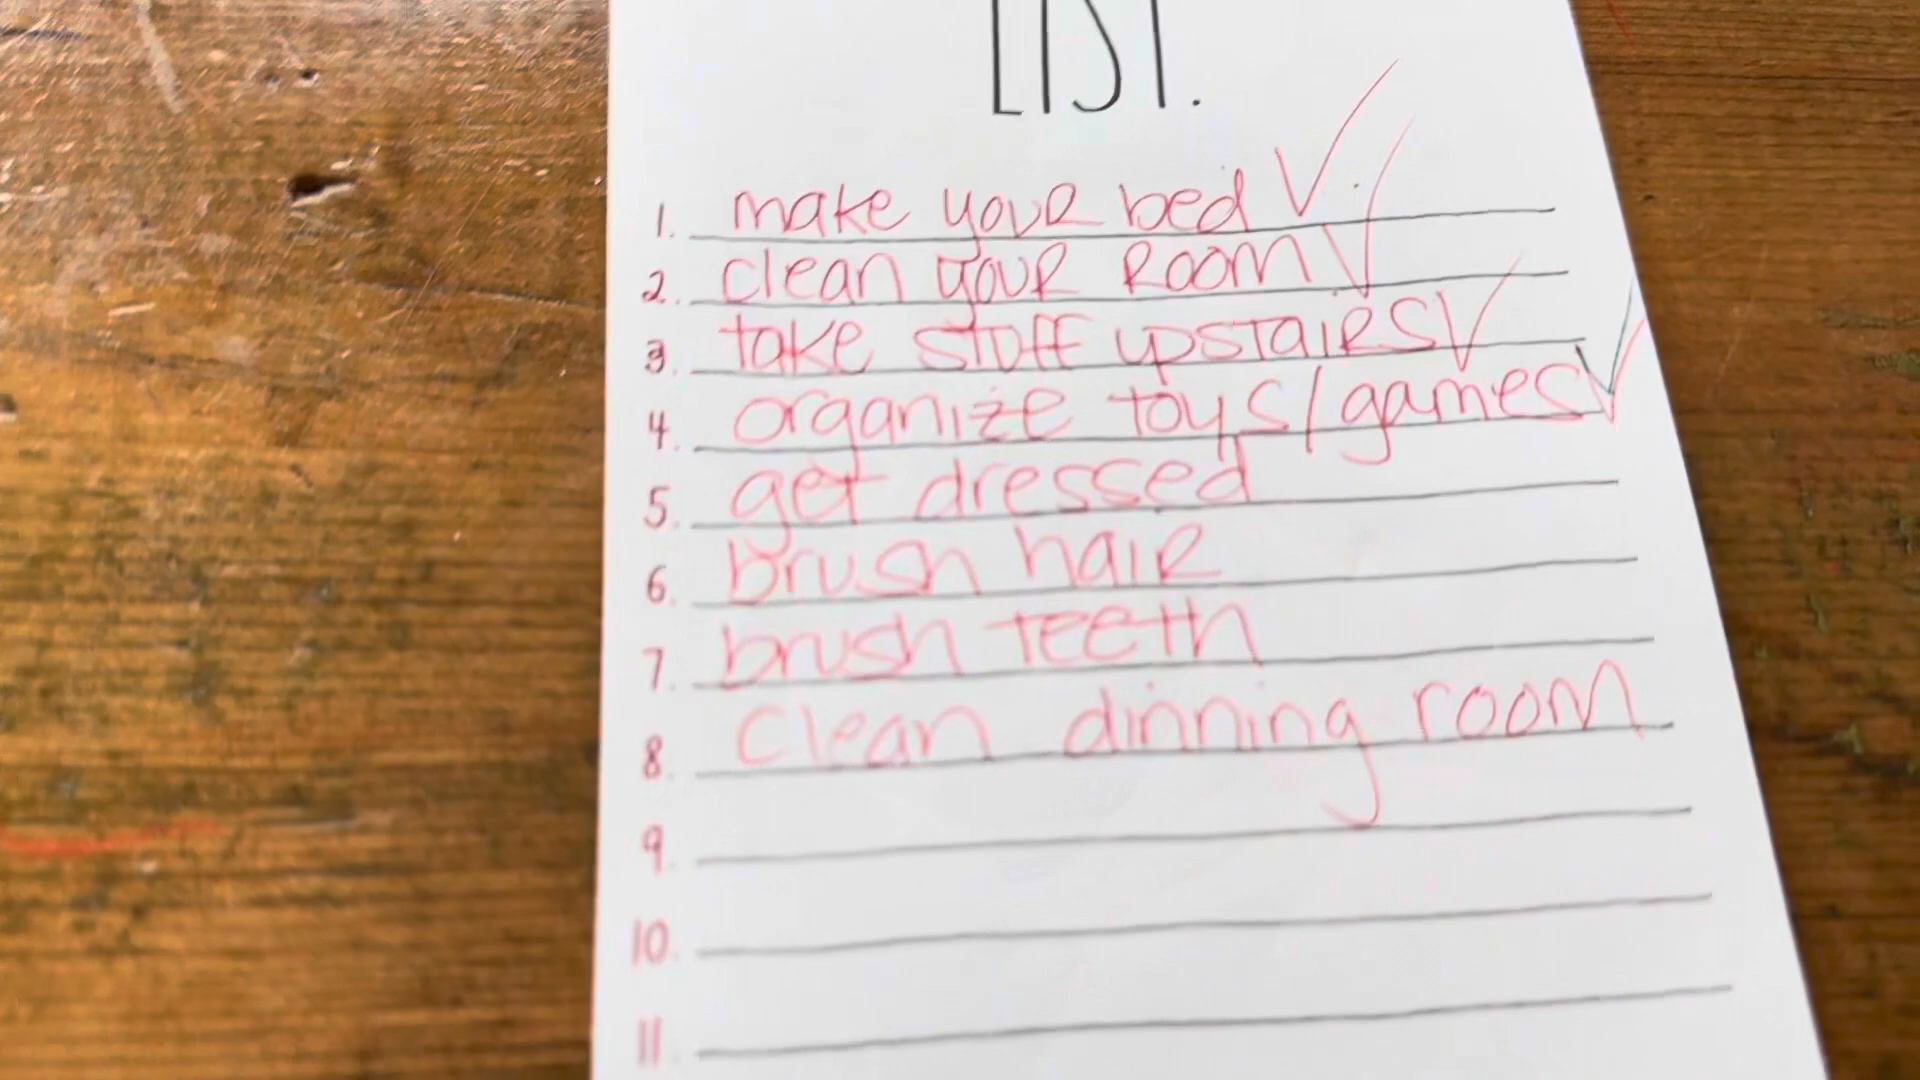 LIST.
1. make your bed ✓
2. clean your room ✓
3. take stuff upstairs ✓
4. organize toys/games ✓
5. get dressed
6. brush hair
7. brush teeth
8. clean dinning room
9.
10.
11.